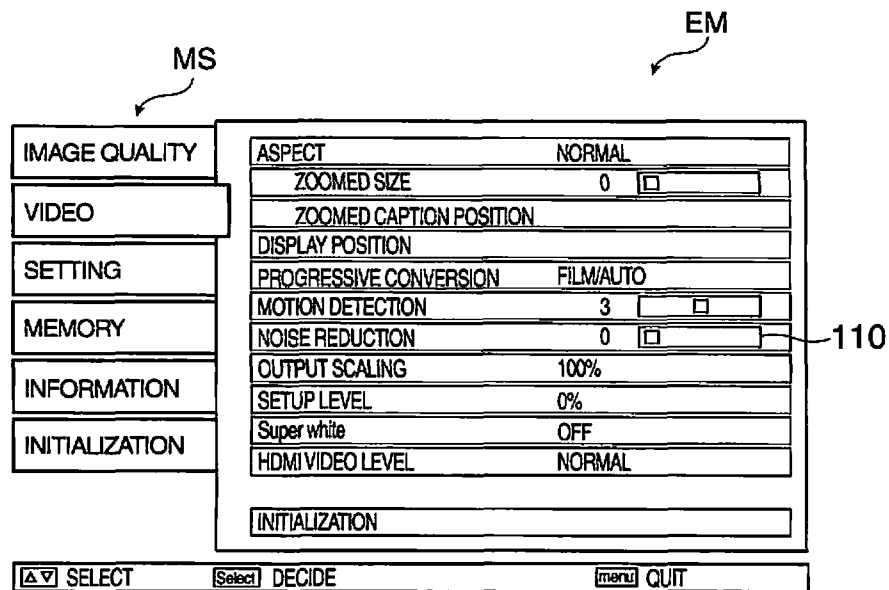 EM
MS
IMAGE QUALITY
VIDEO
SETTING
MEMORY
INFORMATION
INITIALIZATION
ASPECT NORMAL
ZOOMED SIZE 0
ZOOMED CAPTION POSITION
DISPLAY POSITION
PROGRESSIVE CONVERSION FILM/AUTO
MOTION DETECTION 3
NOISE REDUCTION 0
110
OUTPUT SCALING 100%
SETUP LEVEL 0%
Super white OFF
HDMI VIDEO LEVEL NORMAL
INITIALIZATION
△▽ SELECT Select DECIDE menu QUIT